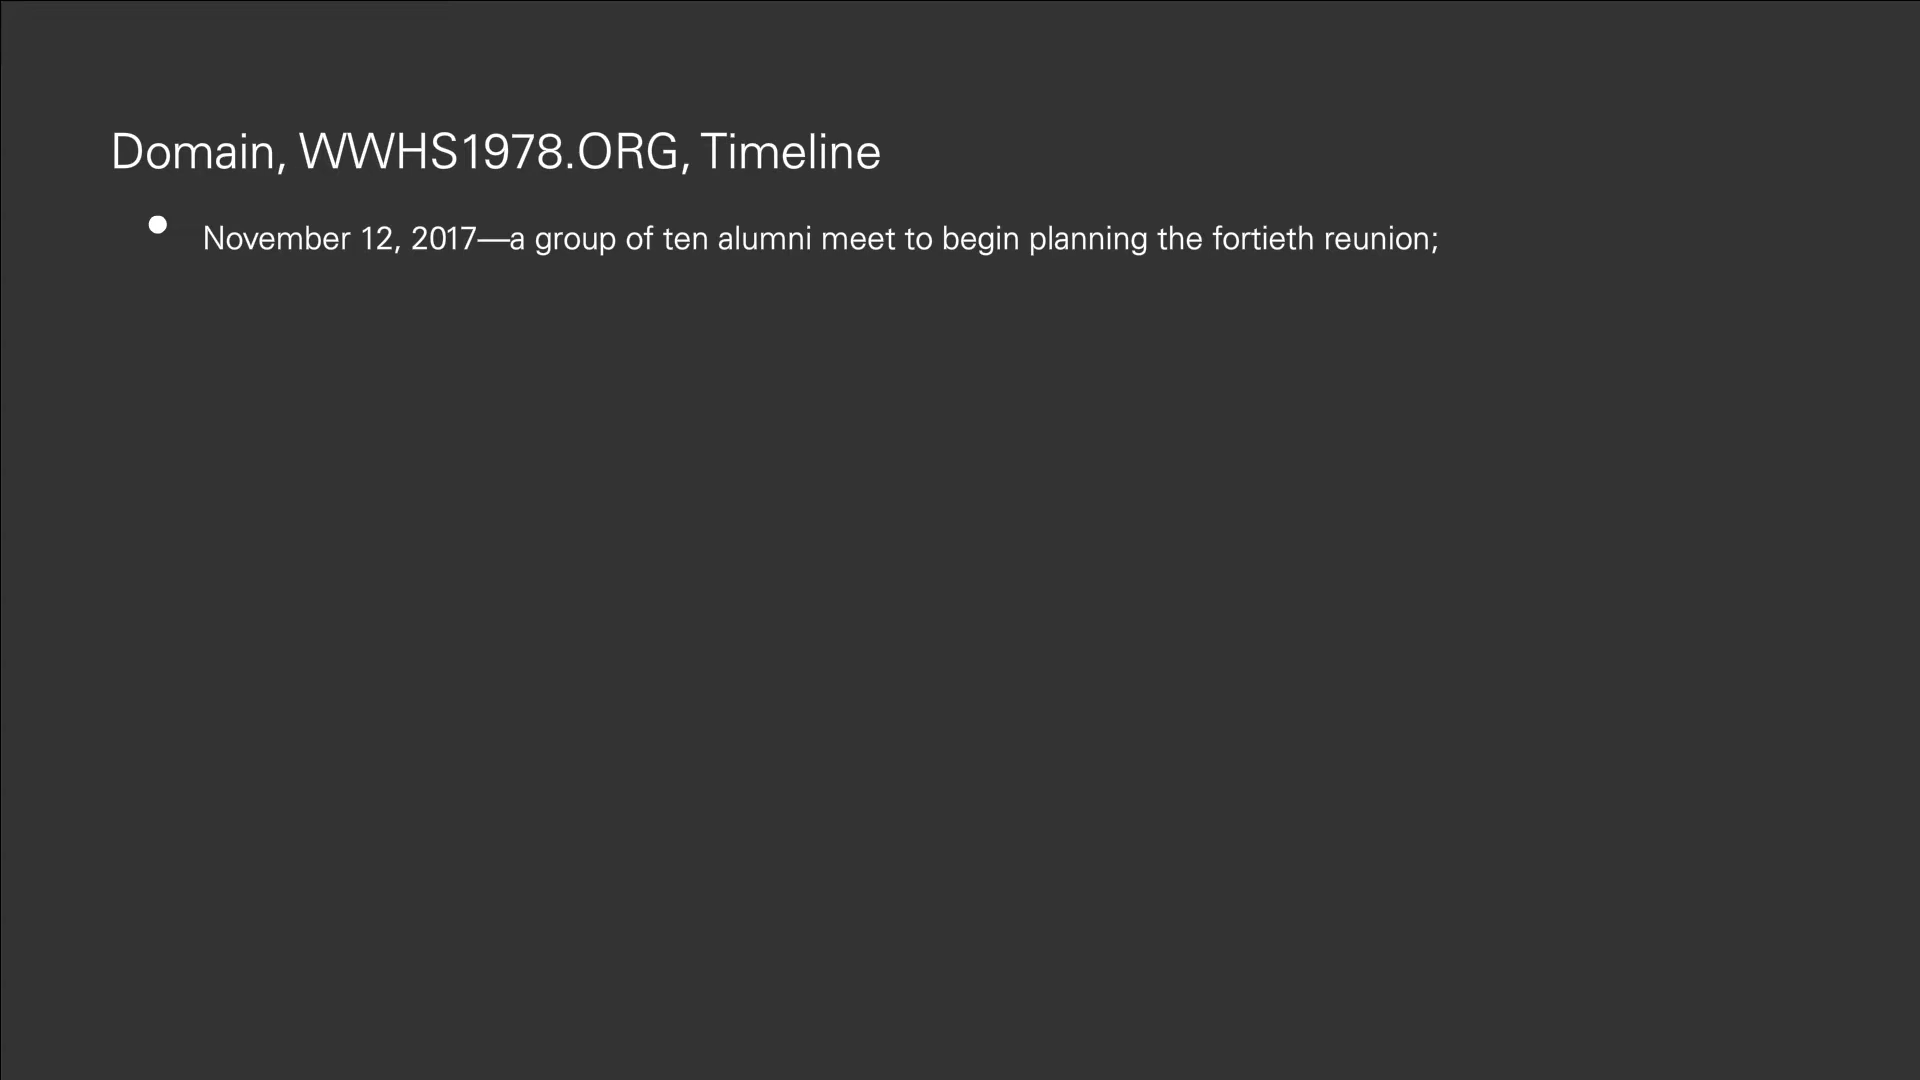 Domain, WWHS1978.ORG, Timeline
• November 12, 2017—a group of ten alumni meet to begin planning the fortieth reunion;